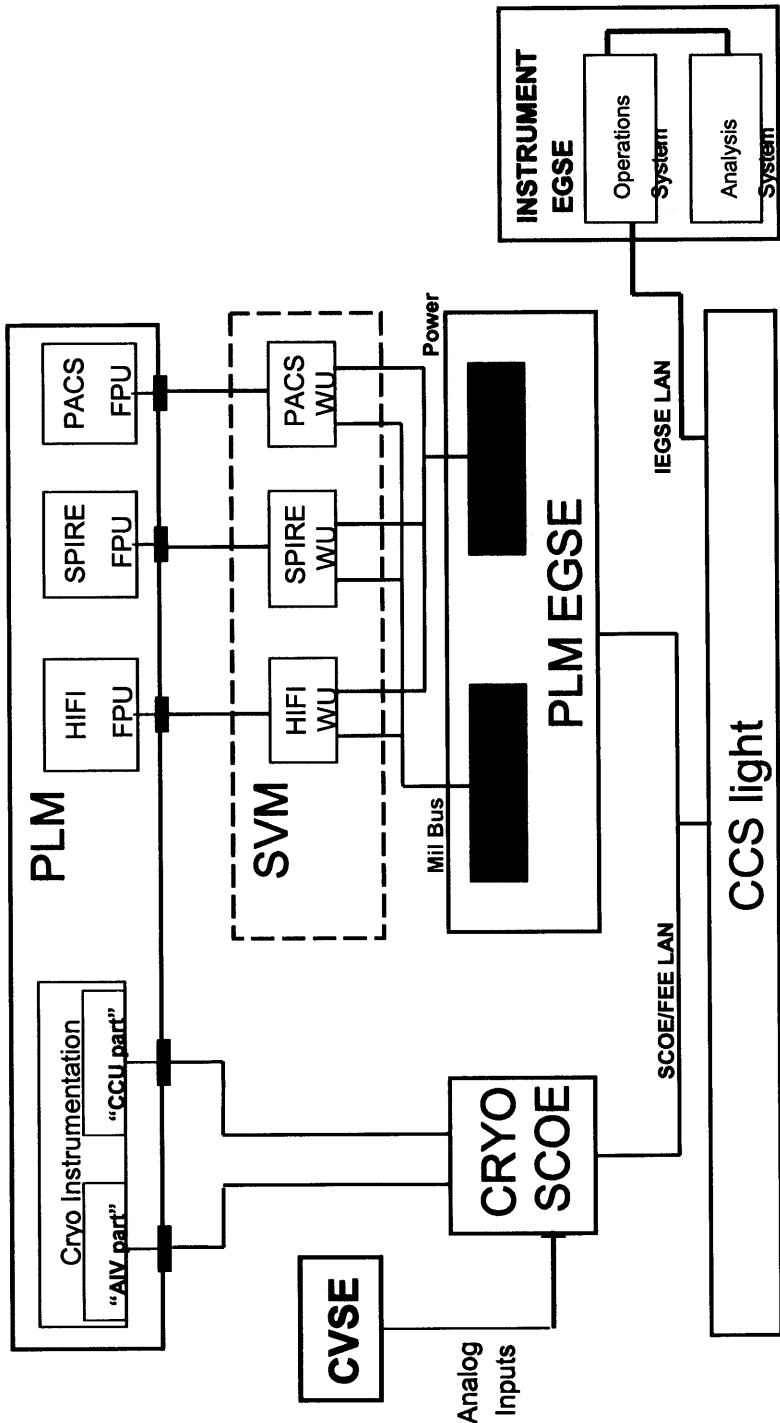 PLM
Cryo Instrumentation
"AIV part"
"CCU part"
HIFI
FPU
SPIRE
FPU
PACS
FPU
SVM
HIFI
WU
SPIRE
WU
PACS
WU
CVSE
Analog
Inputs
CRYO
SCOE
Mil Bus
Power
PLM EGSE
INSTRUMENT
EGSE
Operations
System
Analysis
System
SCOE/FEE LAN
IEGSE LAN
CCS light